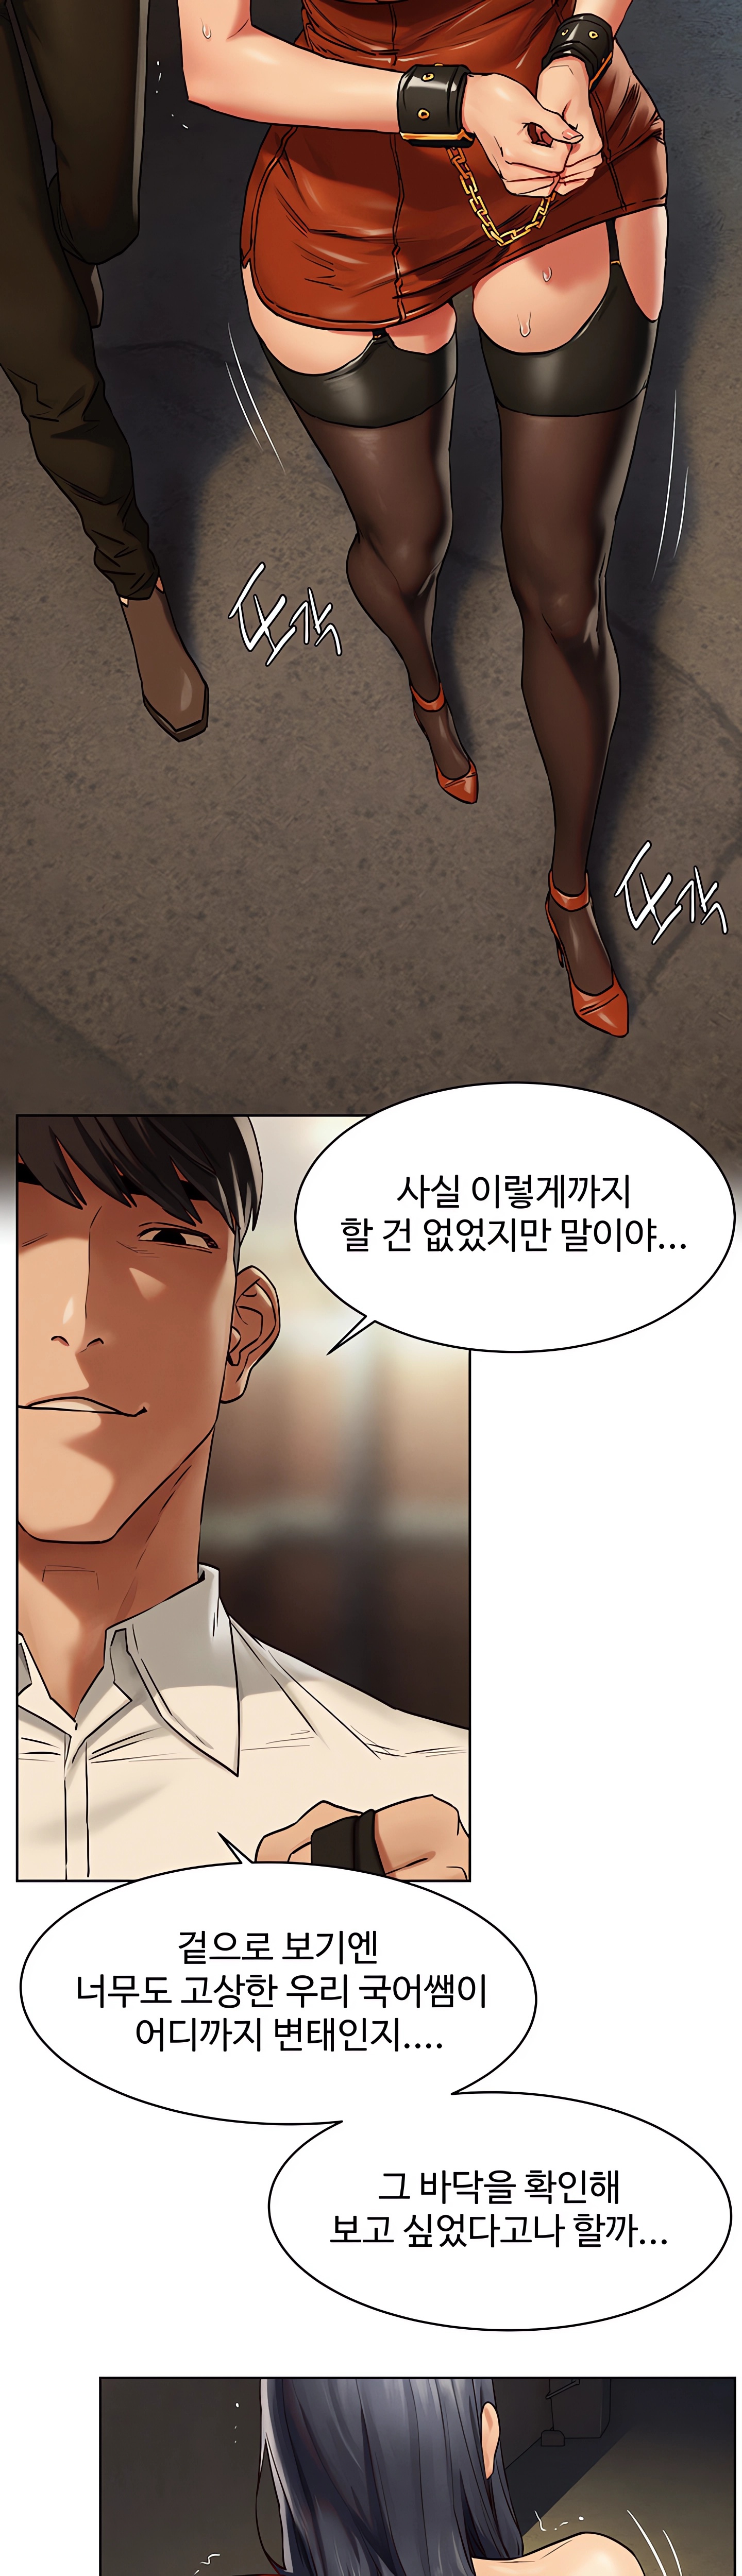 또각
또각
사실 이렇게까지
할 건 없었지만 말이야...
겉으로 보기엔
너무도 고상한 우리 국어쌤이
어디까지 변태인지....
그 바닥을 확인해
보고 싶었다고나 할까...